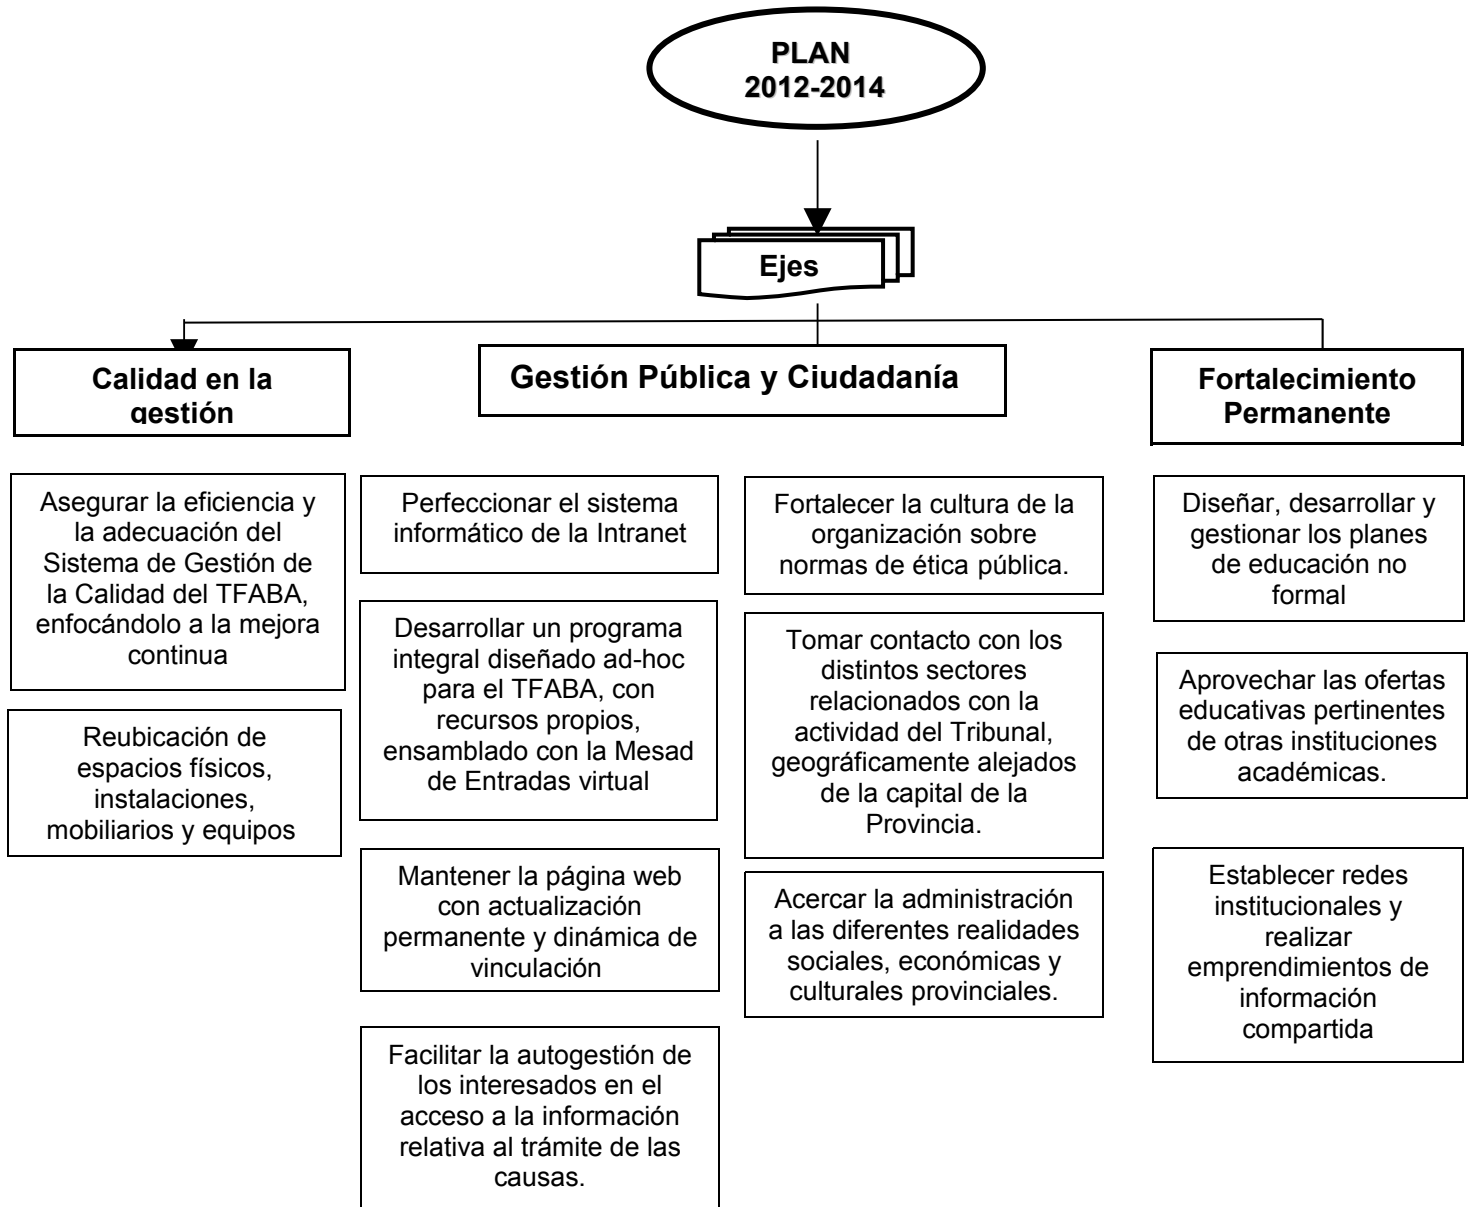 PLAN
2012-2014
Ejes
Calidad en la
gestión
Gestión Pública y Ciudadanía
Fortalecimiento
Permanente
Asegurar la eficiencia y
la adecuación del
Sistema de Gestión de
la Calidad del TFABA,
enfocándolo a la mejora
continua
Reubicación de
espacios físicos,
instalaciones,
mobiliarios y equipos
Perfeccionar el sistema
informático de la Intranet
Desarrollar un programa
integral diseñado ad-hoc
para el TFABA, con
recursos propios,
ensamblado con la Mesad
de Entradas virtual
Mantener la página web
con actualización
permanente y dinámica de
vinculación
Facilitar la autogestión de
los interesados en el
acceso a la información
relativa al trámite de las
causas.
Fortalecer la cultura de la
organización sobre
normas de ética pública.
Tomar contacto con los
distintos sectores
relacionados con la
actividad del Tribunal,
geográficamente alejados
de la capital de la
Provincia.
Acercar la administración
a las diferentes realidades
sociales, económicas y
culturales provinciales.
Diseñar, desarrollar y
gestionar los planes
de educación no
formal
Aprovechar las ofertas
educativas pertinentes
de otras instituciones
académicas.
Establecer redes
institucionales y
realizar
emprendimientos de
información
compartida